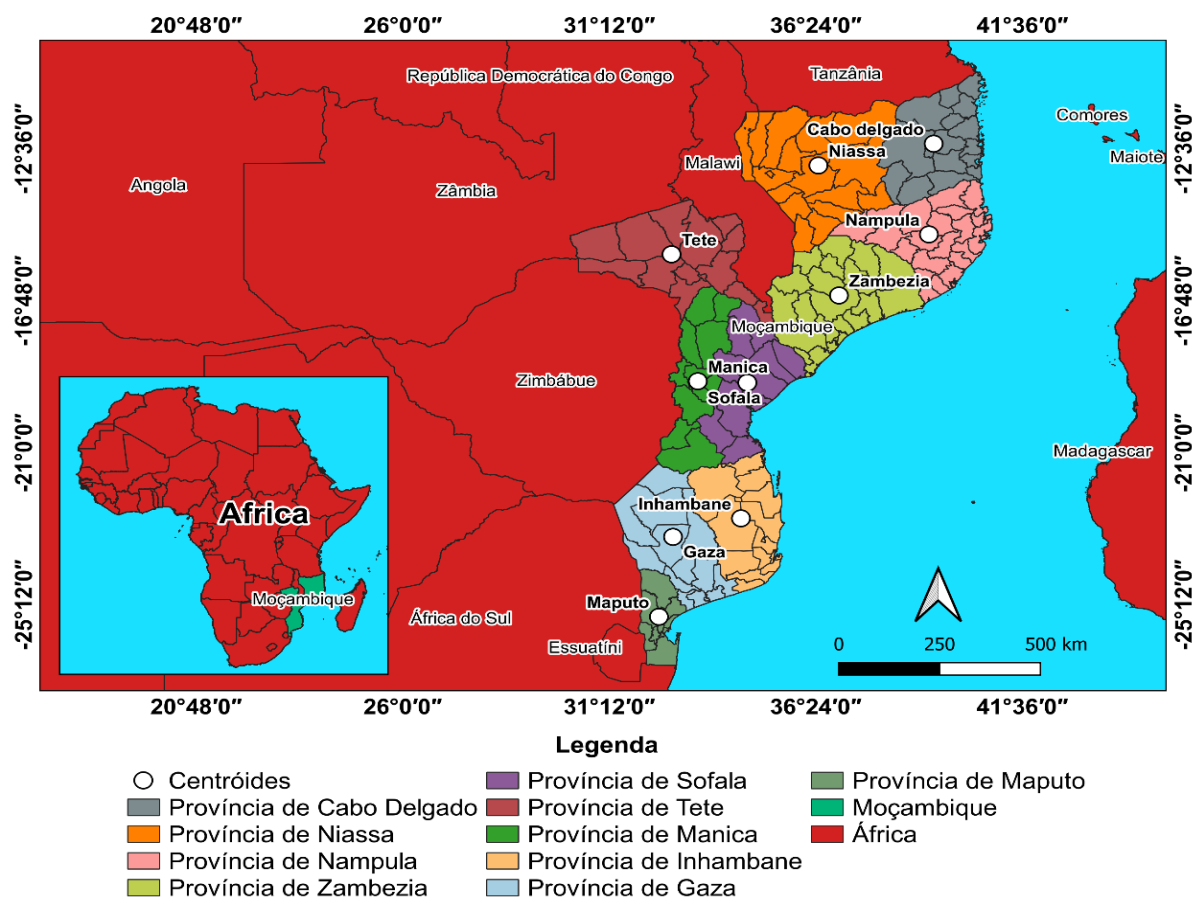 20°48′0″ 26°0′0″ 31°12′0″ 36°24′0″ 41°36′0″
-12°36′0″ -16°48′0″ -21°0′0″ -25°12′0″
República Democrática do Congo
Tanzânia
Comores
Maiote
Cabo delgado
Niassa
Malawi
Angola
Zâmbia
Nampula
Tete
Zambezia
Moçambique
Zimbábue
Manica
Sofala
Madagascar
Inhambane
Gaza
Maputo
África do Sul
Essuatíni
Africa
Moçambique
0 250 500 km
-12°36′0″ -16°48′0″ -21°0′0″ -25°12′0″
20°48′0″ 26°0′0″ 31°12′0″ 36°24′0″ 41°36′0″
Legenda
Centróides
Província de Cabo Delgado
Província de Niassa
Província de Nampula
Província de Zambezia
Província de Sofala
Província de Tete
Província de Manica
Província de Inhambane
Província de Gaza
Província de Maputo
Moçambique
África